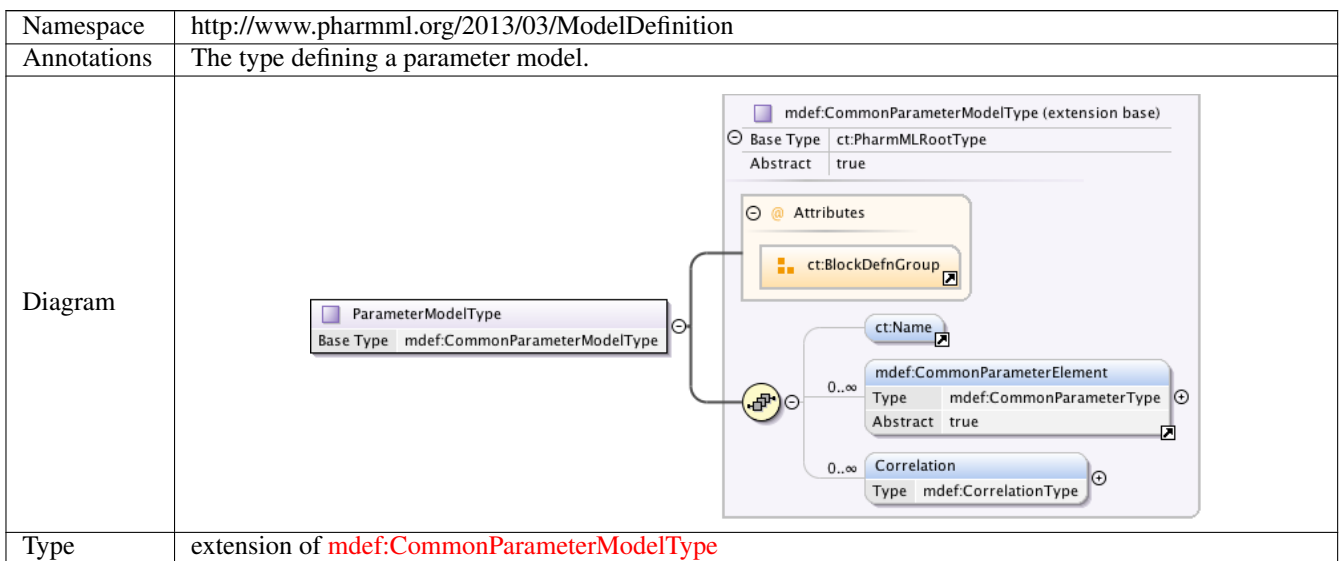 Namespace http://www.pharmml.org/2013/03/ModelDefinition
Annotations The type defining a parameter model.
Diagram
mdef:CommonParameterModelType (extension base)
Base Type ct:PharmMLRootType
Abstract true
@ Attributes
ct:BlockDefnGroup
ParameterModelType
Base Type mdef:CommonParameterModelType
ct:Name
0..∞ mdef:CommonParameterElement
Type mdef:CommonParameterType
Abstract true
0..∞ Correlation
Type mdef:CorrelationType
Type extension of mdef:CommonParameterModelType